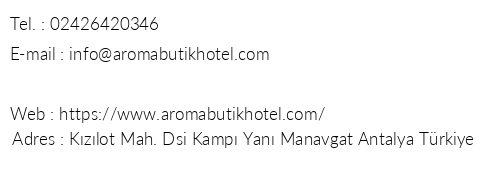 Tel. : 02426420346
E-mail : info@aromabutikhotel.com
Web : https://www.aromabutikhotel.com/
Adres : Kızılot Mah. Dsi Kampı Yanı Manavgat Antalya Türkiye